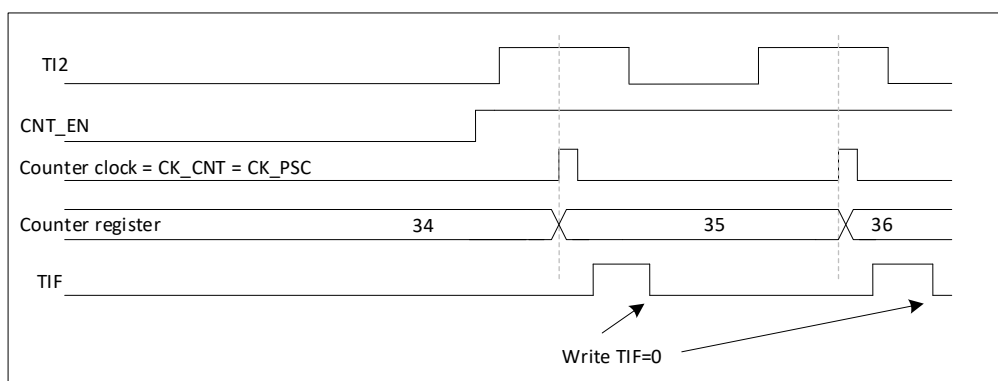 TI2
CNT_EN
Counter clock = CK_CNT = CK_PSC
Counter register 34 35 36
TIF
Write TIF=0